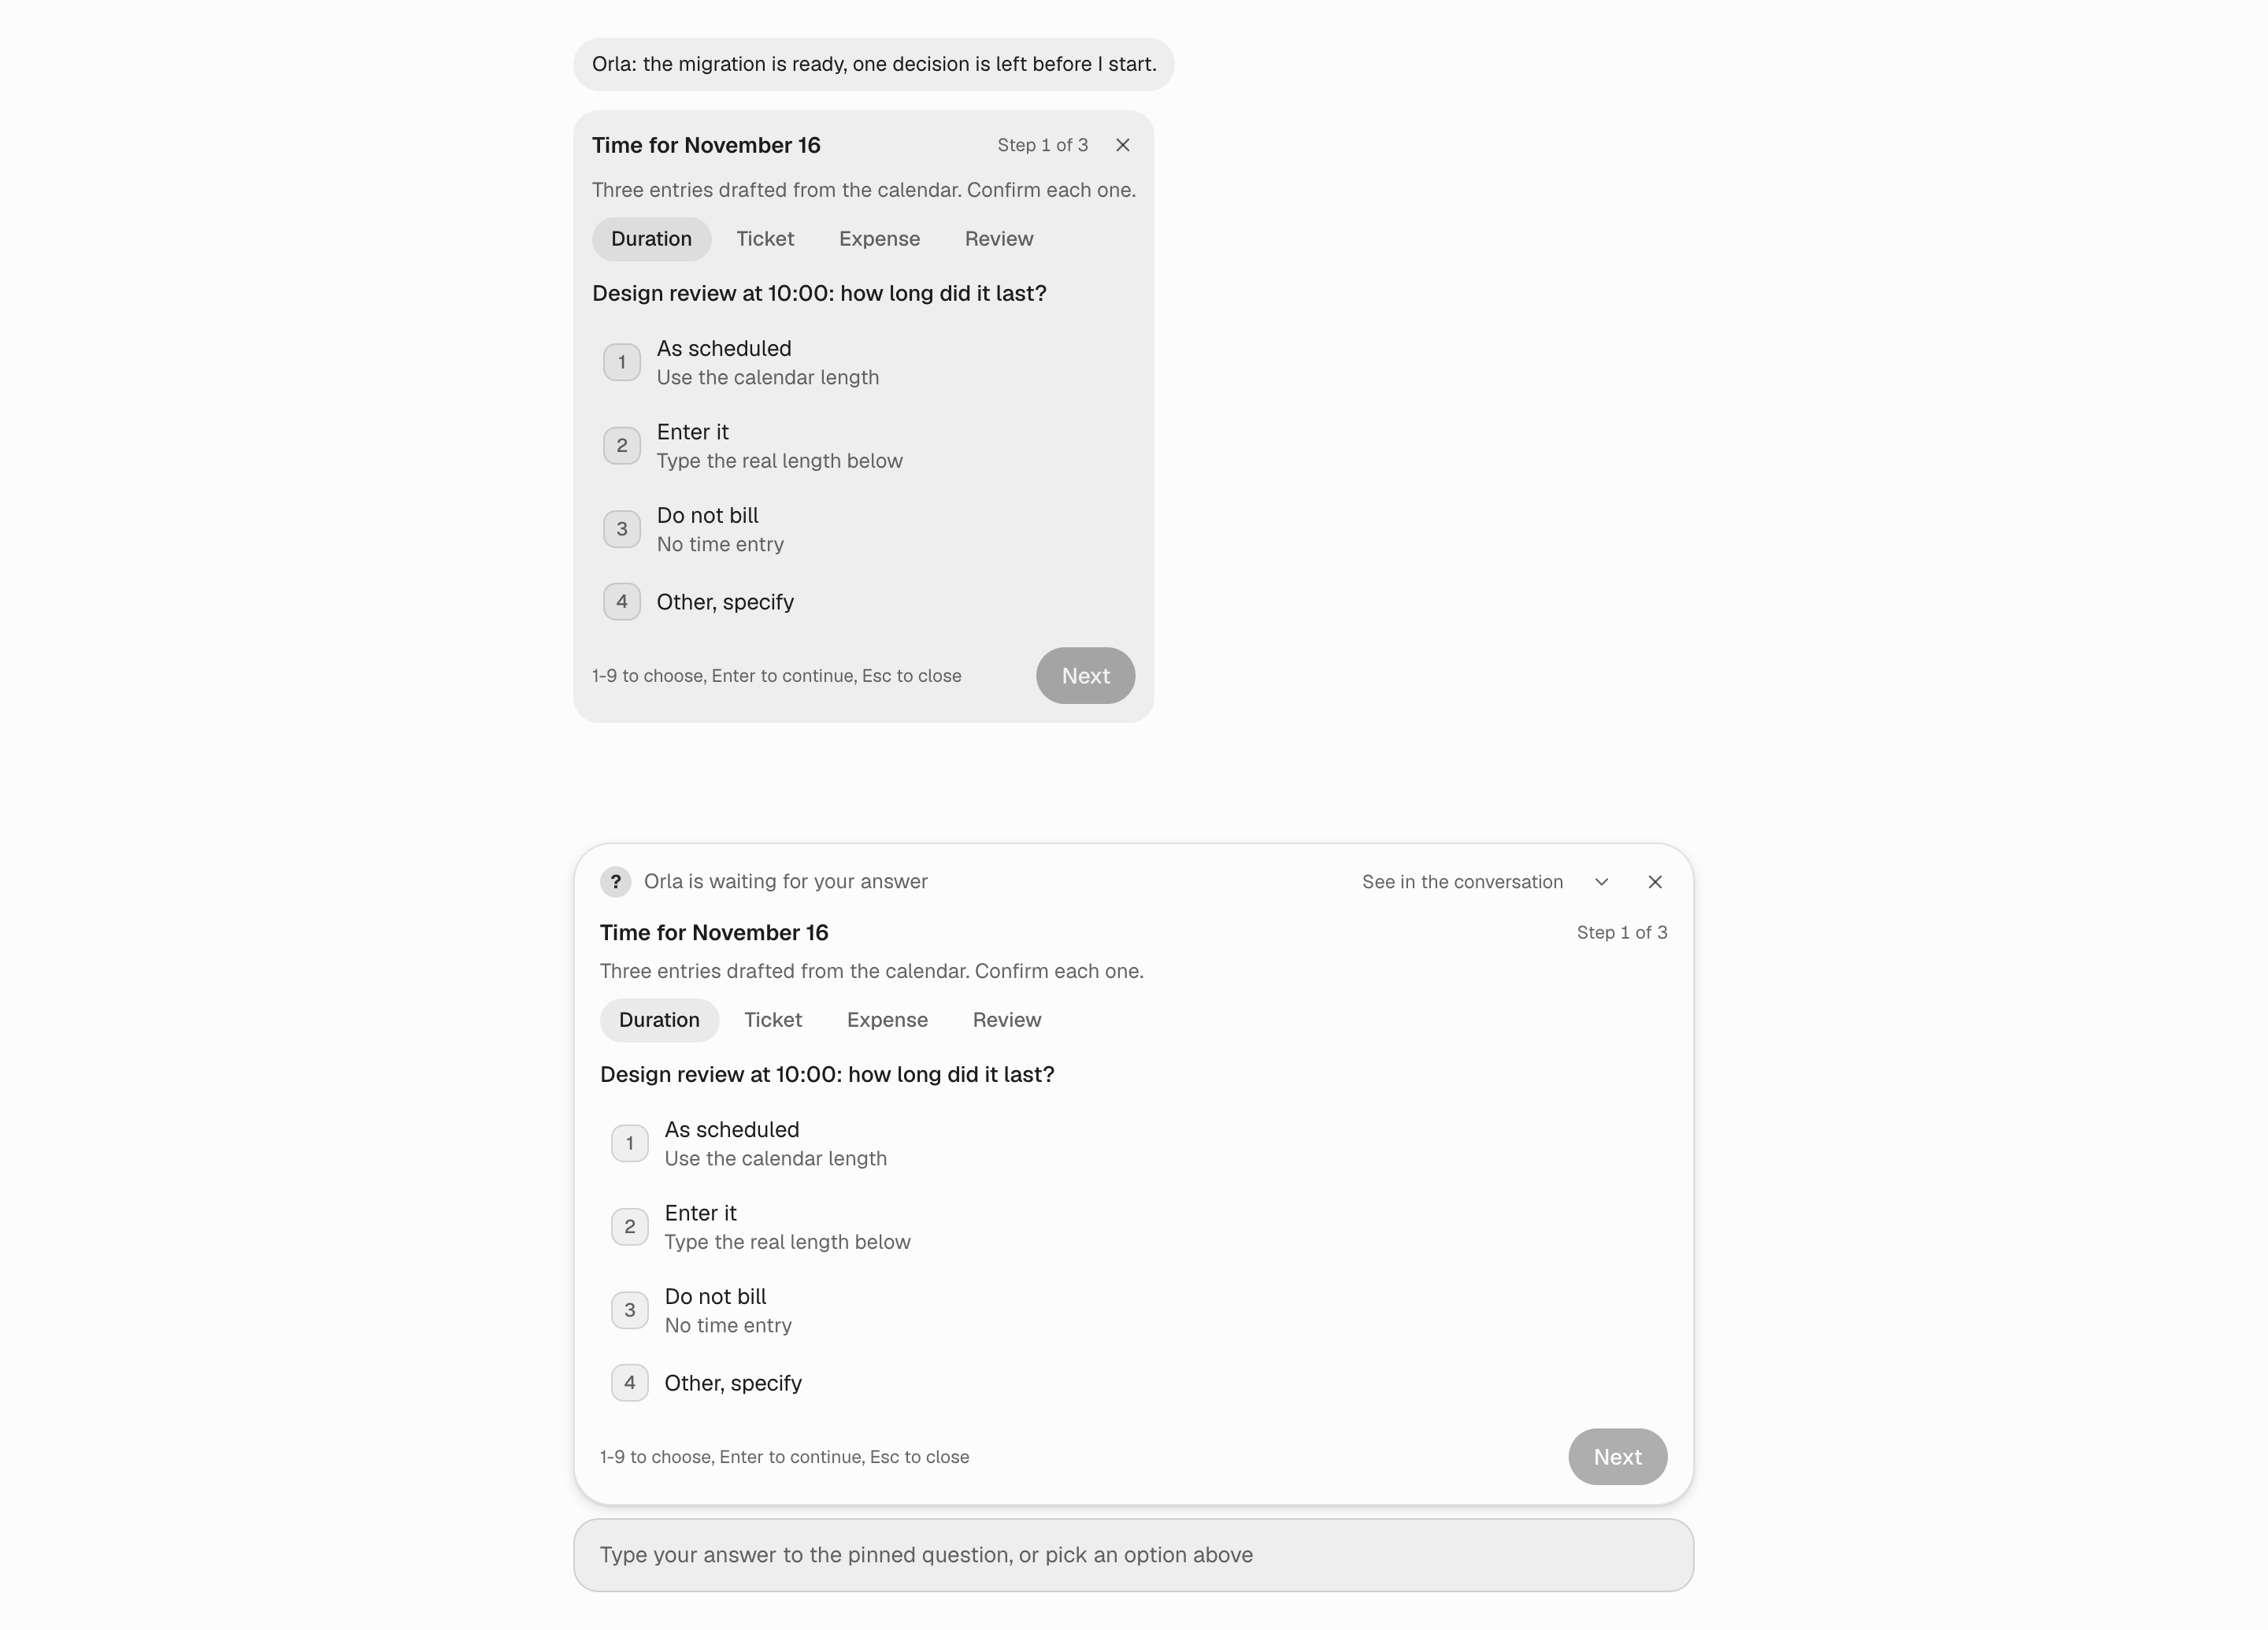 Orla: the migration is ready, one decision is left before I start.
Time for November 16
Step 1 of 3
Three entries drafted from the calendar. Confirm each one.
Duration Ticket Expense Review
Design review at 10:00: how long did it last?
1 As scheduled
Use the calendar length
2 Enter it
Type the real length below
3 Do not bill
No time entry
4 Other, specify
1-9 to choose, Enter to continue, Esc to close
Next
? Orla is waiting for your answer
See in the conversation
Time for November 16
Step 1 of 3
Three entries drafted from the calendar. Confirm each one.
Duration Ticket Expense Review
Design review at 10:00: how long did it last?
1 As scheduled
Use the calendar length
2 Enter it
Type the real length below
3 Do not bill
No time entry
4 Other, specify
1-9 to choose, Enter to continue, Esc to close
Next
Type your answer to the pinned question, or pick an option above